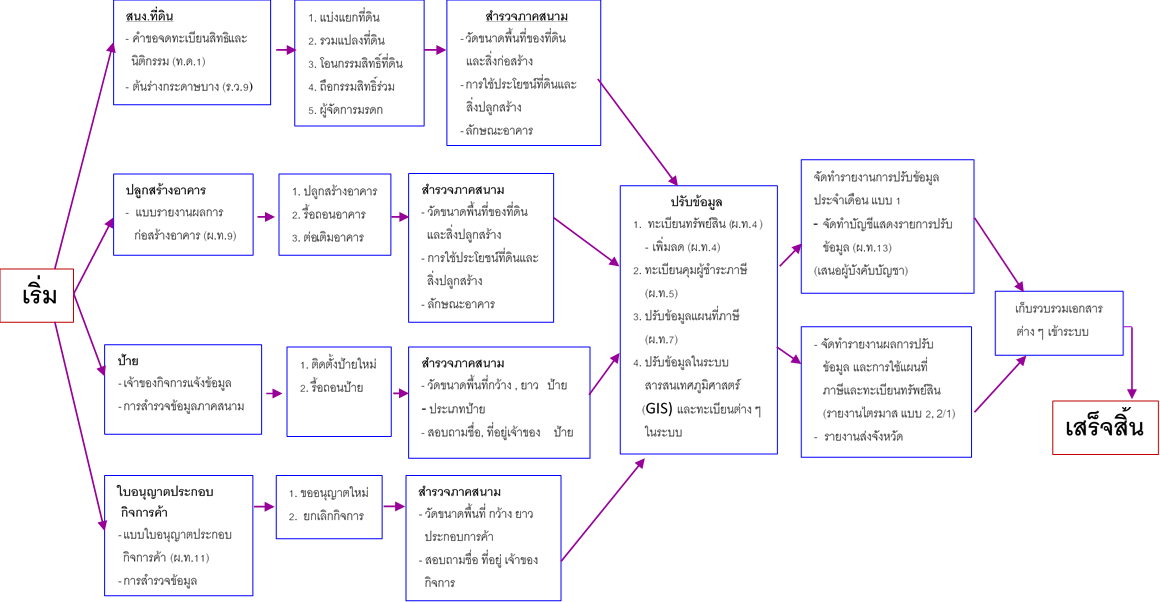 สนง.ที่ดิน
- คำขอจดทะเบียนสิทธิและ
นิติกรรม (ท.ด.1)
- ต้นร่างกระดาษบาง (ร.ว.9)
1. แบ่งแยกที่ดิน
2. รวมแปลงที่ดิน
3. โอนกรรมสิทธิ์ที่ดิน
4. ถือกรรมสิทธิ์ร่วม
5. ผู้จัดการมรดก
สำรวจภาคสนาม
- วัดขนาดพื้นที่ของที่ดิน
และสิ่งก่อสร้าง
- การใช้ประโยชน์ที่ดินและ
สิ่งปลูกสร้าง
- ลักษณะอาคาร
ปลูกสร้างอาคาร
- แบบรายงานผลการ
ก่อสร้างอาคาร (ผ.ท.9)
1. ปลูกสร้างอาคาร
2. รื้อถอนอาคาร
3. ต่อเติมอาคาร
สำรวจภาคสนาม
- วัดขนาดพื้นที่ของที่ดิน
และสิ่งปลูกสร้าง
- การใช้ประโยชน์ที่ดินและ
สิ่งปลูกสร้าง
- ลักษณะอาคาร
เริ่ม
ป้าย
- เจ้าของกิจการแจ้งข้อมูล
- การสำรวจข้อมูลภาคสนาม
1. ติดตั้งป้ายใหม่
2. รื้อถอนป้าย
สำรวจภาคสนาม
- วัดขนาดพื้นที่กว้าง , ยาว ป้าย
- ประเภทป้าย
- สอบถามชื่อ, ที่อยู่เจ้าของ ป้าย
ใบอนุญาตประกอบ
กิจการค้า
- แบบใบอนุญาตประกอบ
กิจการค้า (ผ.ท.11)
- การสำรวจข้อมูล
1. ขออนุญาตใหม่
2. ยกเลิกกิจการ
สำรวจภาคสนาม
- วัดขนาดพื้นที่ กว้าง ยาว
ประกอบการค้า
- สอบถามชื่อ ที่อยู่ เจ้าของ
กิจการ
ปรับข้อมูล
1. ทะเบียนทรัพย์สิน (ผ.ท.4 )
- เพิ่มลด (ผ.ท.4)
2. ทะเบียนคุมผู้ชำระภาษี
(ผ.ท.5)
3. ปรับข้อมูลแผนที่ภาษี
(ผ.ท.7)
4. ปรับข้อมูลในระบบ
สารสนเทศภูมิศาสตร์
(GIS) และทะเบียนต่าง ๆ
ในระบบ
จัดทำรายงานการปรับข้อมูล
ประจำเดือน แบบ 1
- จัดทำบัญชีแสดงรายการปรับ
ข้อมูล (ผ.ท.13)
(เสนอผู้บังคับบัญชา)
- จัดทำรายงานผลการปรับ
ข้อมูล และการใช้แผนที่
ภาษีและทะเบียนทรัพย์สิน
(รายงานไตรมาส แบบ 2, 2/1)
- รายงานส่งจังหวัด
เก็บรวบรวมเอกสาร
ต่าง ๆ เข้าระบบ
เสร็จสิ้น